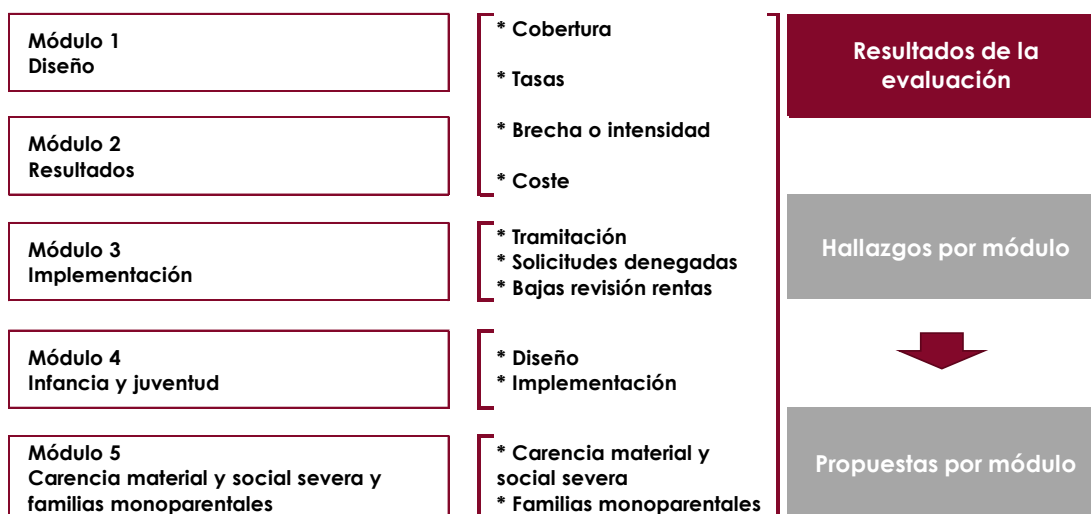 Módulo 1
Diseño
Módulo 2
Resultados
* Cobertura
* Tasas
* Brecha o intensidad
* Coste
Módulo 3
Implementación
* Tramitación
* Solicitudes denegadas
* Bajas revisión rentas
Módulo 4
Infancia y juventud
* Diseño
* Implementación
Módulo 5
Carencia material y social severa y
familias monoparentales
* Carencia material y
social severa
* Familias monoparentales
Resultados de la
evaluación
Hallazgos por módulo
Propuestas por módulo